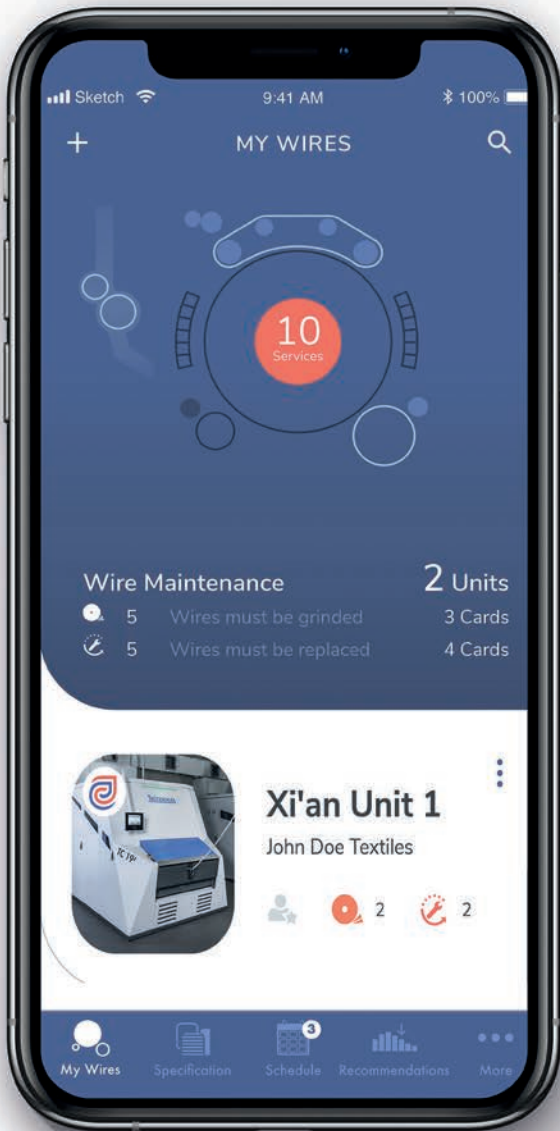 Sketch 9:41 AM 100%
+ MY WIRES
10
Services
Wire Maintenance 2 Units
5 Wires must be grinded 3 Cards
5 Wires must be replaced 4 Cards
Xi'an Unit 1
John Doe Textiles
2 2
3
My Wires Specification Schedule Recommendations More